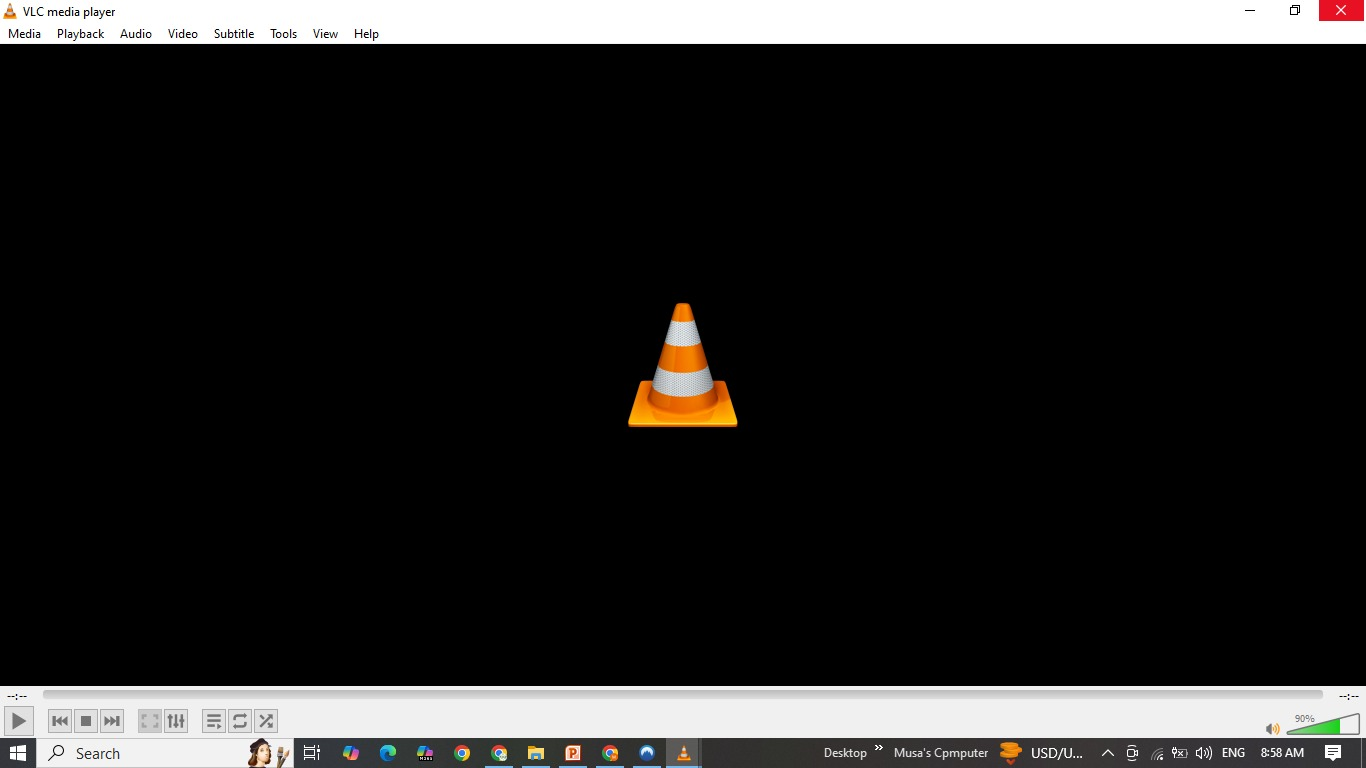 VLC media player
Media Playback Audio Video Subtitle Tools View Help
--:-- --:--
90%
Search M365 Desktop Musa's Cpmputer USD/U... ENG 8:58 AM